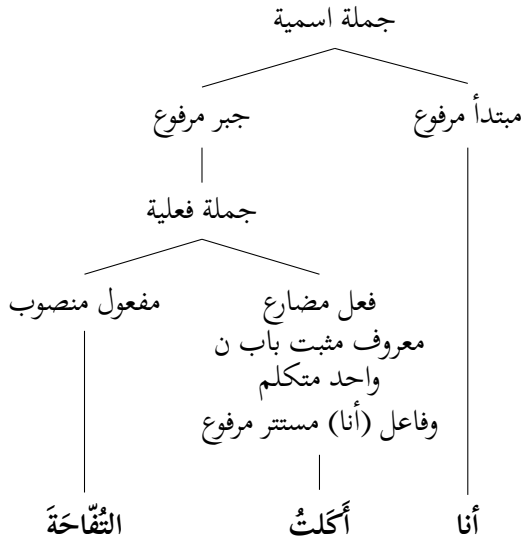 جملة اسمية
مبتدأ مرفوع
جبر مرفوع
جملة فعلية
فعل مضارع
معروف مثبت باب ن
واحد متكلم
وفاعل (أنا) مستتر مرفوع
مفعول منصوب
أنا
أَكَلتُ
التُفّاحَةَ